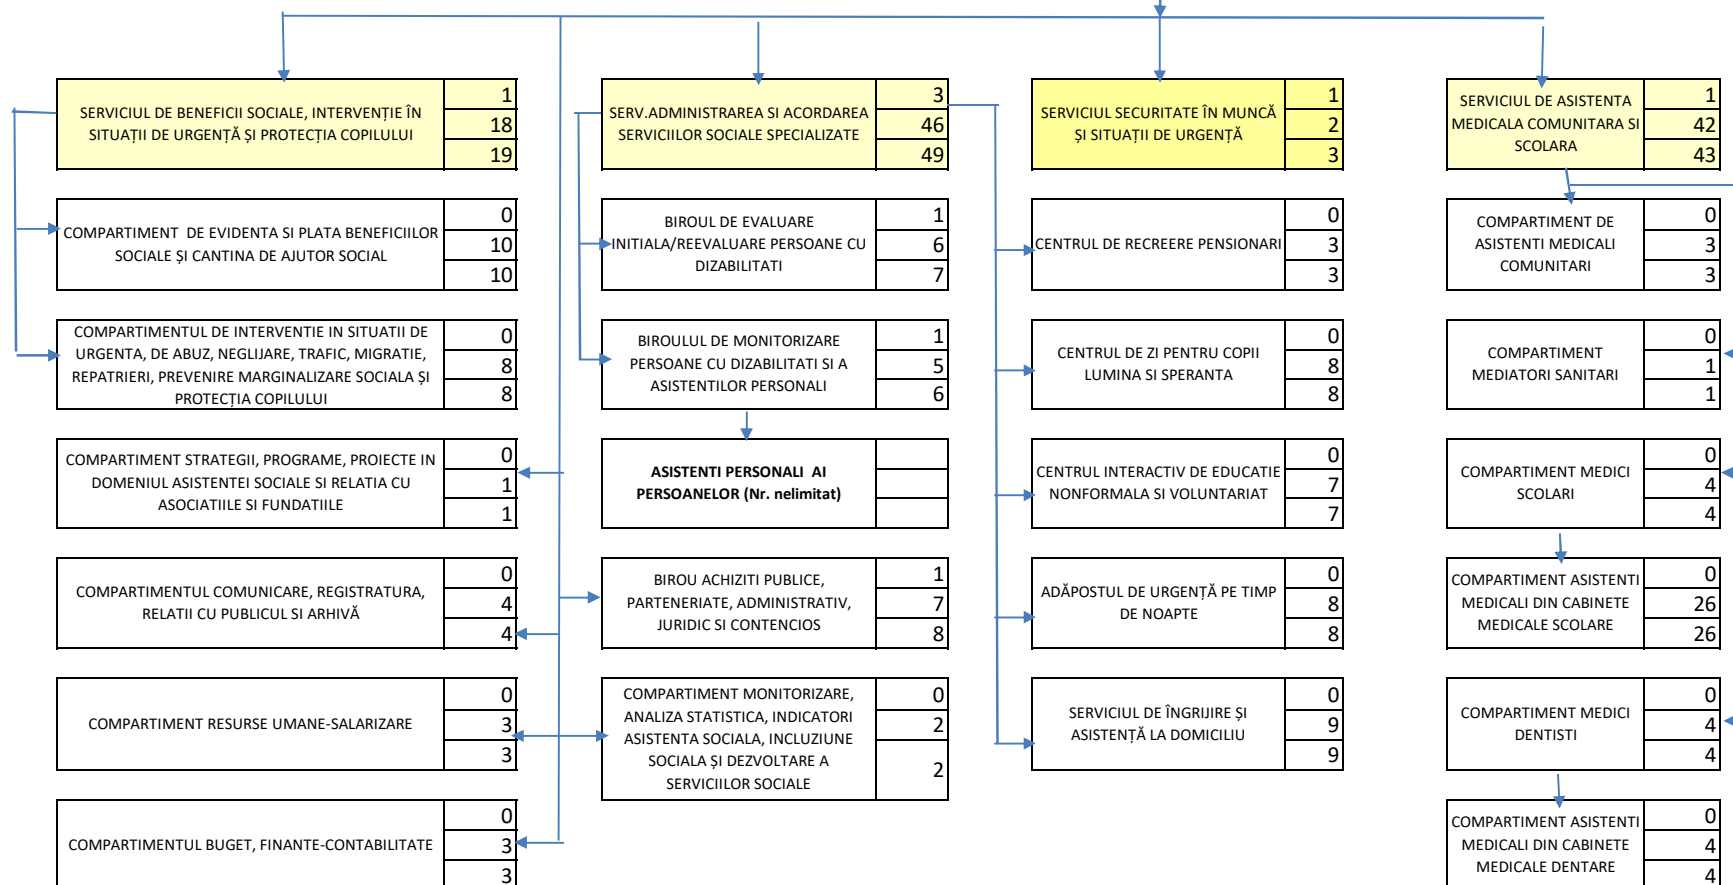 SERVICIUL DE BENEFICII SOCIALE, INTERVENȚIE ÎN
SITUAȚII DE URGENȚĂ ȘI PROTECȚIA COPILULUI
1
18
19
SERV.ADMINISTRAREA SI ACORDAREA
SERVICIILOR SOCIALE SPECIALIZATE
3
46
49
SERVICIUL SECURITATE ÎN MUNCĂ
ȘI SITUAȚII DE URGENȚĂ
1
2
3
SERVICIUL DE ASISTENTA
MEDICALA COMUNITARA SI
SCOLARA
1
42
43
COMPARTIMENT DE EVIDENTA SI PLATA BENEFICIILOR
SOCIALE ȘI CANTINA DE AJUTOR SOCIAL
0
10
10
BIROUL DE EVALUARE
INITIALA/REEVALUARE PERSOANE CU
DIZABILITATI
1
6
7
CENTRUL DE RECREERE PENSIONARI
0
3
3
COMPARTIMENT DE
ASISTENTI MEDICALI
COMUNITARI
0
3
3
COMPARTIMENTUL DE INTERVENTIE IN SITUATII DE
URGENTA, DE ABUZ, NEGLIJARE, TRAFIC, MIGRATIE,
REPATRIERI, PREVENIRE MARGINALIZARE SOCIALA ȘI
PROTECȚIA COPILULUI
0
8
8
BIROULUL DE MONITORIZARE
PERSOANE CU DIZABILITATI SI A
ASISTENTILOR PERSONALI
1
5
6
CENTRUL DE ZI PENTRU COPII
LUMINA SI SPERANTA
0
8
8
COMPARTIMENT
MEDIATORI SANITARI
0
1
1
COMPARTIMENT STRATEGII, PROGRAME, PROIECTE IN
DOMENIUL ASISTENTEI SOCIALE SI RELATIA CU
ASOCIATIILE SI FUNDATIILE
0
1
1
ASISTENTI PERSONALI AI
PERSOANELOR (Nr. nelimitat)
CENTRUL INTERACTIV DE EDUCATIE
NONFORMALA SI VOLUNTARIAT
0
7
7
COMPARTIMENT MEDICI
SCOLARI
0
4
4
COMPARTIMENTUL COMUNICARE, REGISTRATURA,
RELATII CU PUBLICUL SI ARHIVĂ
0
4
4
BIROU ACHIZITI PUBLICE,
PARTENERIATE, ADMINISTRATIV,
JURIDIC SI CONTENCIOS
1
7
8
ADĂPOSTUL DE URGENȚĂ PE TIMP
DE NOAPTE
0
8
8
COMPARTIMENT ASISTENTI
MEDICALI DIN CABINETE
MEDICALE SCOLARE
0
26
26
COMPARTIMENT RESURSE UMANE-SALARIZARE
0
3
3
COMPARTIMENT MONITORIZARE,
ANALIZA STATISTICA, INDICATORI
ASISTENTA SOCIALA, INCLUZIUNE
SOCIALA ȘI DEZVOLTARE A
SERVICIILOR SOCIALE
0
2
2
SERVICIUL DE ÎNGRIJIRE ȘI
ASISTENȚĂ LA DOMICILIU
0
9
9
COMPARTIMENT MEDICI
DENTISTI
0
4
4
COMPARTIMENTUL BUGET, FINANTE-CONTABILITATE
0
3
3
COMPARTIMENT ASISTENTI
MEDICALI DIN CABINETE
MEDICALE DENTARE
0
4
4